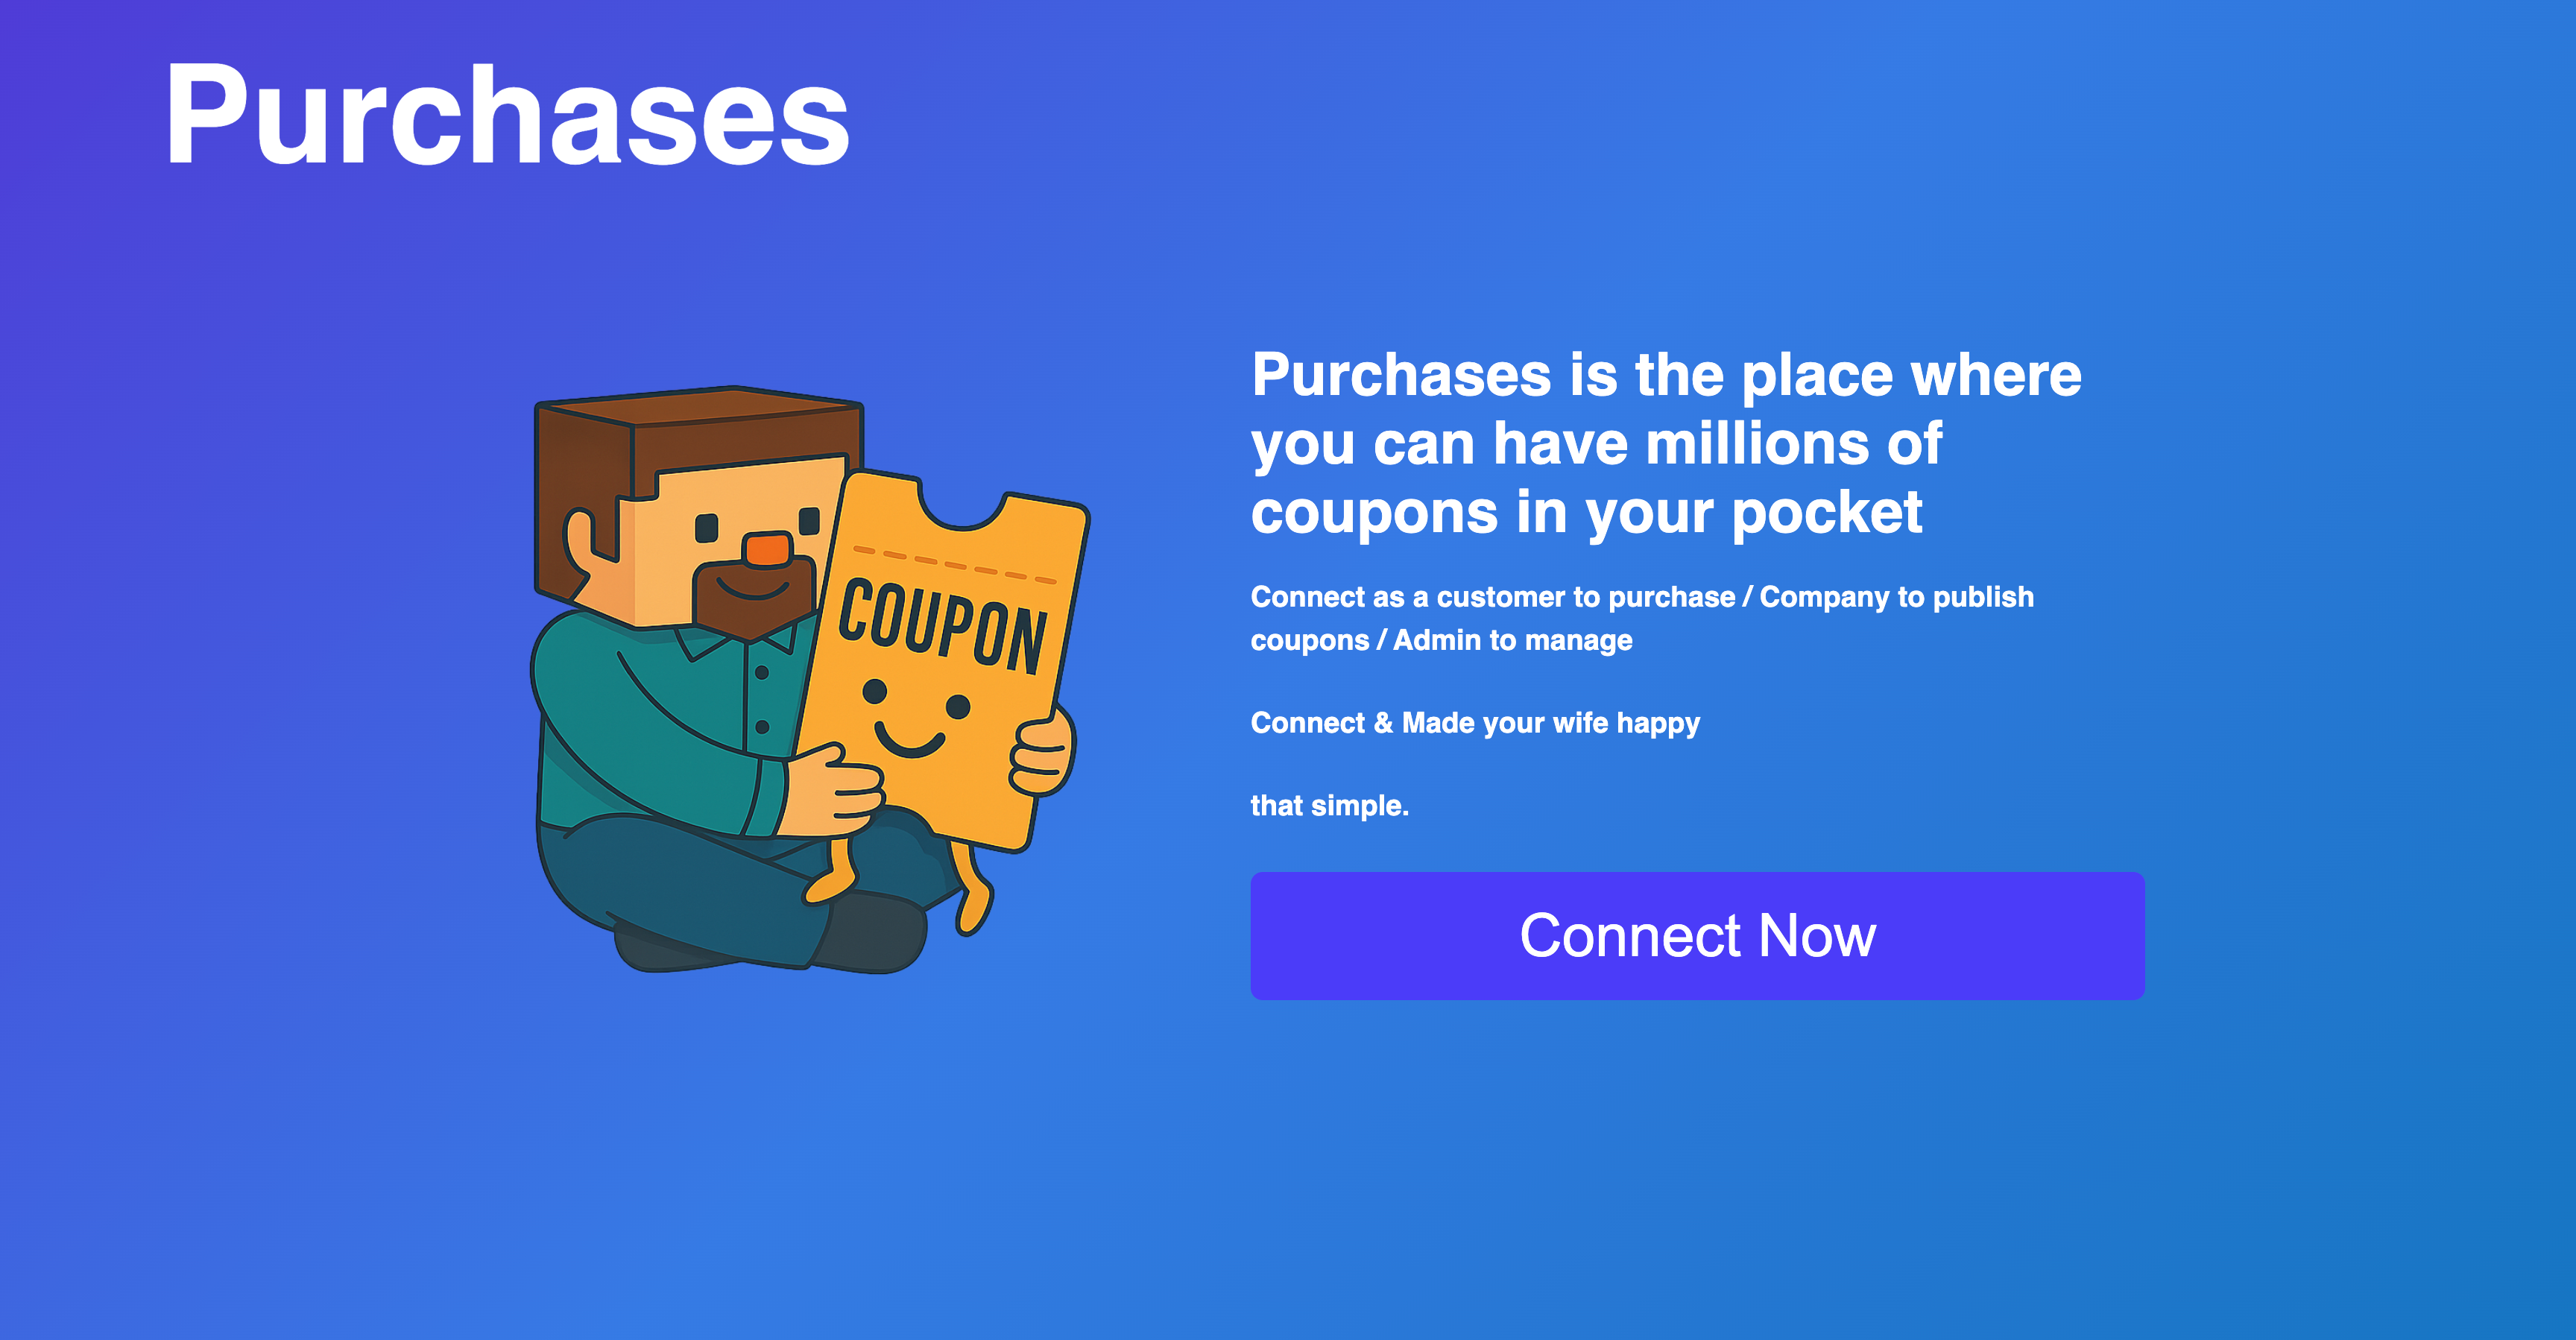 Purchases
COUPON
Purchases is the place where
you can have millions of
coupons in your pocket
Connect as a customer to purchase / Company to publish
coupons / Admin to manage
Connect & Made your wife happy
that simple.
Connect Now